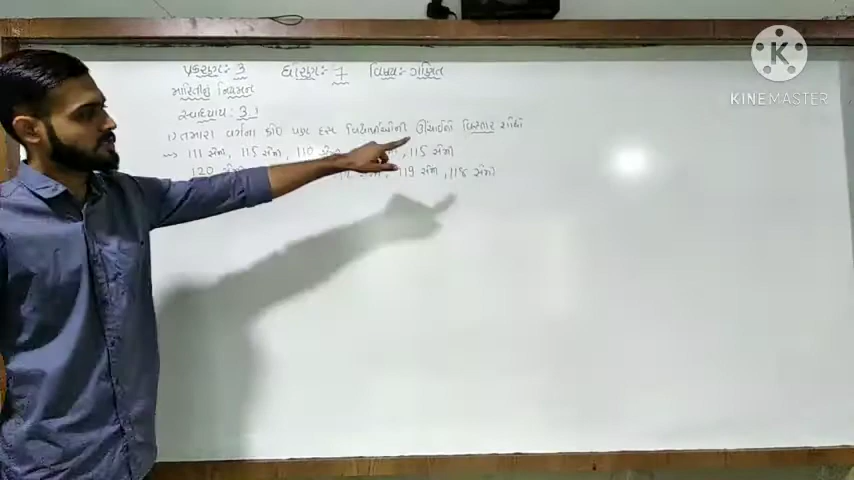 પ્રકરણ: 3 ધોરણ: 7 વિષય: ગણિત
માહિતીનું નિયમન
સ્વાધ્યાય: 3.1
1) તમારા વર્ગના કોઇ પણ દસ વિદ્યાર્થીઓની ઊંચાઈનો વિસ્તાર શોધો
→ 111 સેમી, 115 સેમી, 110 સેમી, 115 સેમી
120 119 સેમી, 118 સેમી
KINEMASTER